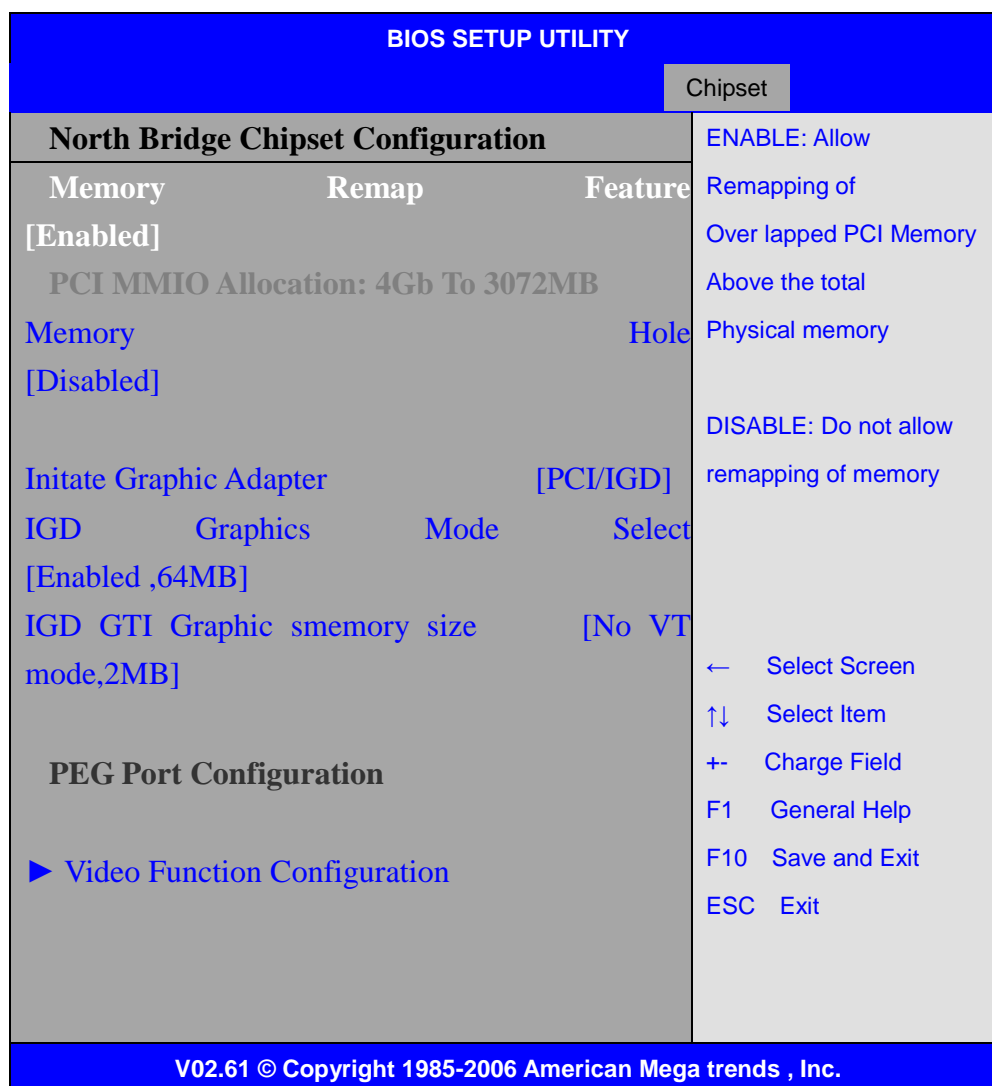 BIOS SETUP UTILITY
Chipset
North Bridge Chipset Configuration
Memory Remap Feature
[Enabled]
PCI MMIO Allocation: 4Gb To 3072MB
Memory Hole
[Disabled]
Initate Graphic Adapter [PCI/IGD]
IGD Graphics Mode Select
[Enabled ,64MB]
IGD GTI Graphic smemory size [No VT
mode,2MB]
PEG Port Configuration
► Video Function Configuration
ENABLE: Allow
Remapping of
Over lapped PCI Memory
Above the total
Physical memory
DISABLE: Do not allow
remapping of memory
← Select Screen
↑↓ Select Item
+- Charge Field
F1 General Help
F10 Save and Exit
ESC Exit
V02.61 © Copyright 1985-2006 American Mega trends , Inc.